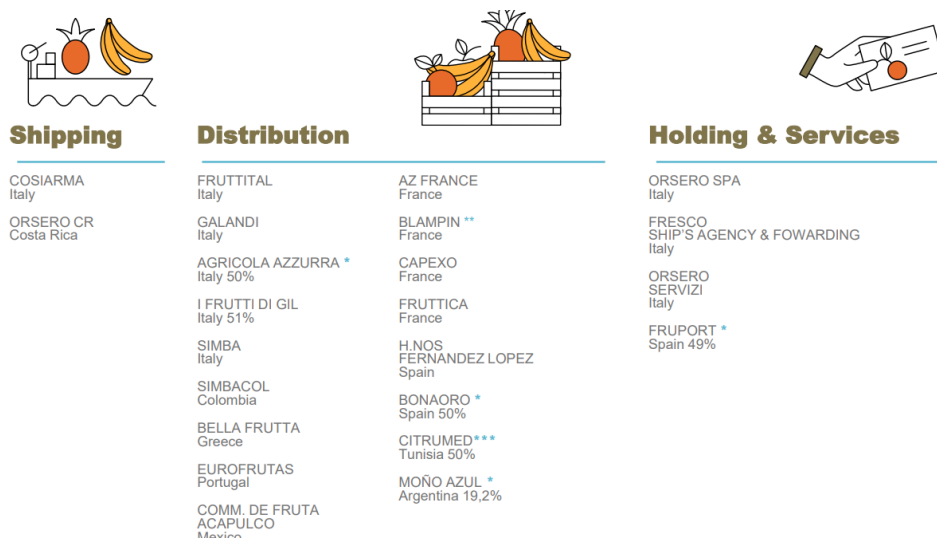 Shipping
COSIARMA
Italy
ORSERO CR
Costa Rica
Distribution
FRUTTITAL
Italy
GALANDI
Italy
AGRICOLA AZZURRA *
Italy 50%
I FRUTTI DI GIL
Italy 51%
SIMBA
Italy
SIMBACOL
Colombia
BELLA FRUTTA
Greece
EUROFRUTAS
Portugal
COMM. DE FRUTA
ACAPULCO
Mexico
AZ FRANCE
France
BLAMPIN **
France
CAPEXO
France
FRUTTICA
France
H.NOS
FERNANDEZ LOPEZ
Spain
BONAORO *
Spain 50%
CITRUMED***
Tunisia 50%
MOÑO AZUL *
Argentina 19,2%
Holding & Services
ORSERO SPA
Italy
FRESCO
SHIP'S AGENCY & FOWARDING
Italy
ORSERO
SERVIZI
Italy
FRUPORT *
Spain 49%